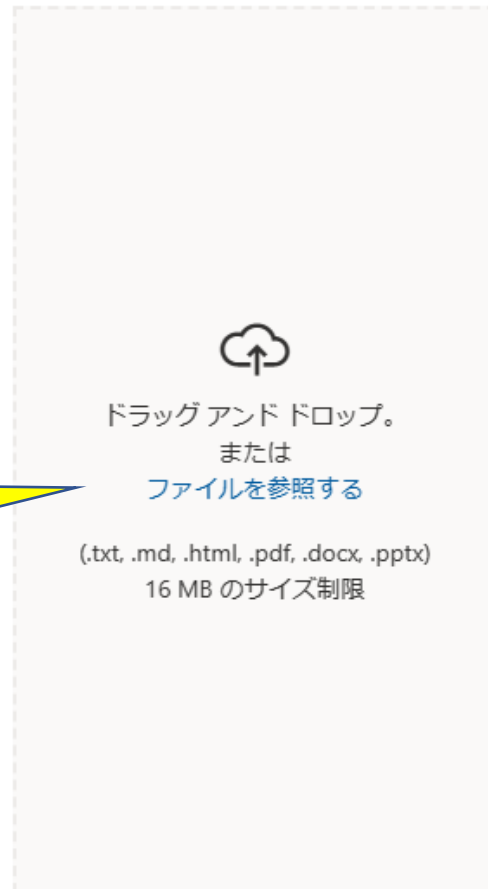 ドラッグ アンド ドロップ。
または
ファイルを参照する
(.txt, .md, .html, .pdf, .docx, .pptx)
16 MB のサイズ制限